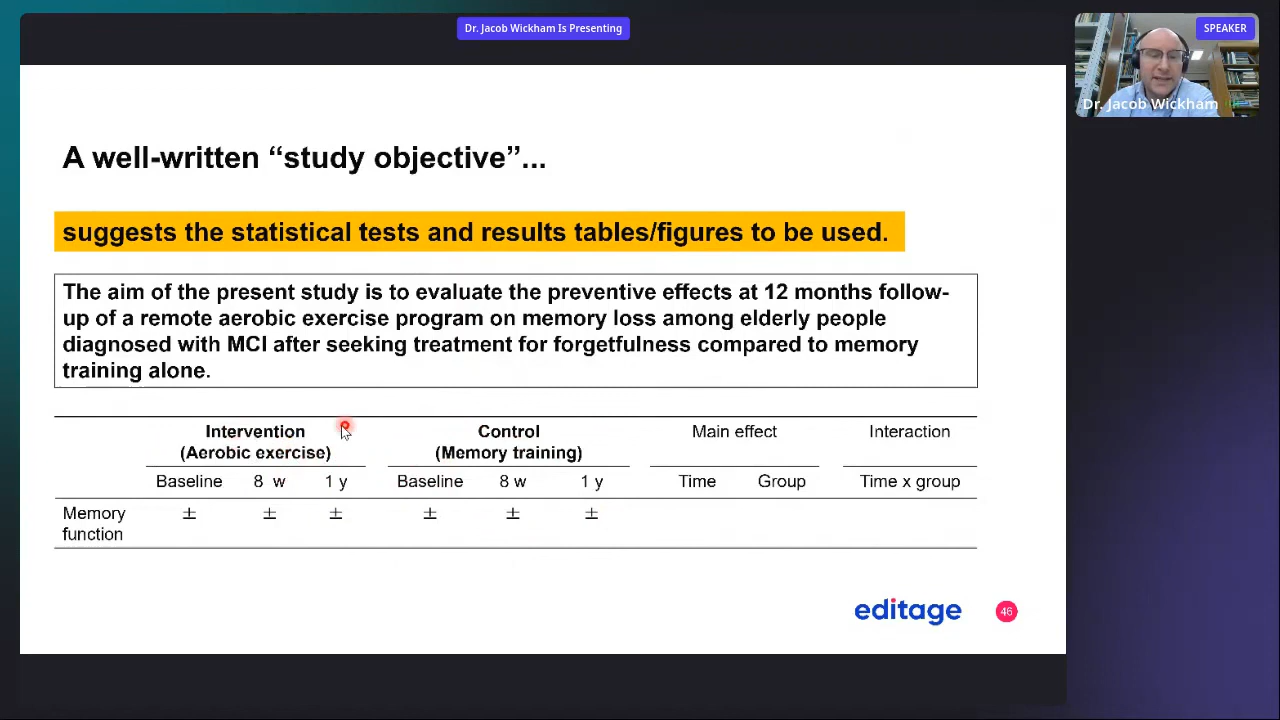 Dr. Jacob Wickham Is Presenting
SPEAKER
Dr. Jacob Wickham
A well-written “study objective”...
suggests the statistical tests and results tables/figures to be used.
The aim of the present study is to evaluate the preventive effects at 12 months follow-
up of a remote aerobic exercise program on memory loss among elderly people
diagnosed with MCI after seeking treatment for forgetfulness compared to memory
training alone.
Intervention Control Main effect Interaction
(Aerobic exercise) (Memory training)
Baseline 8 w 1 y Baseline 8 w 1 y Time Group Time x group
Memory ± ± ± ± ± ±
function
editage 46